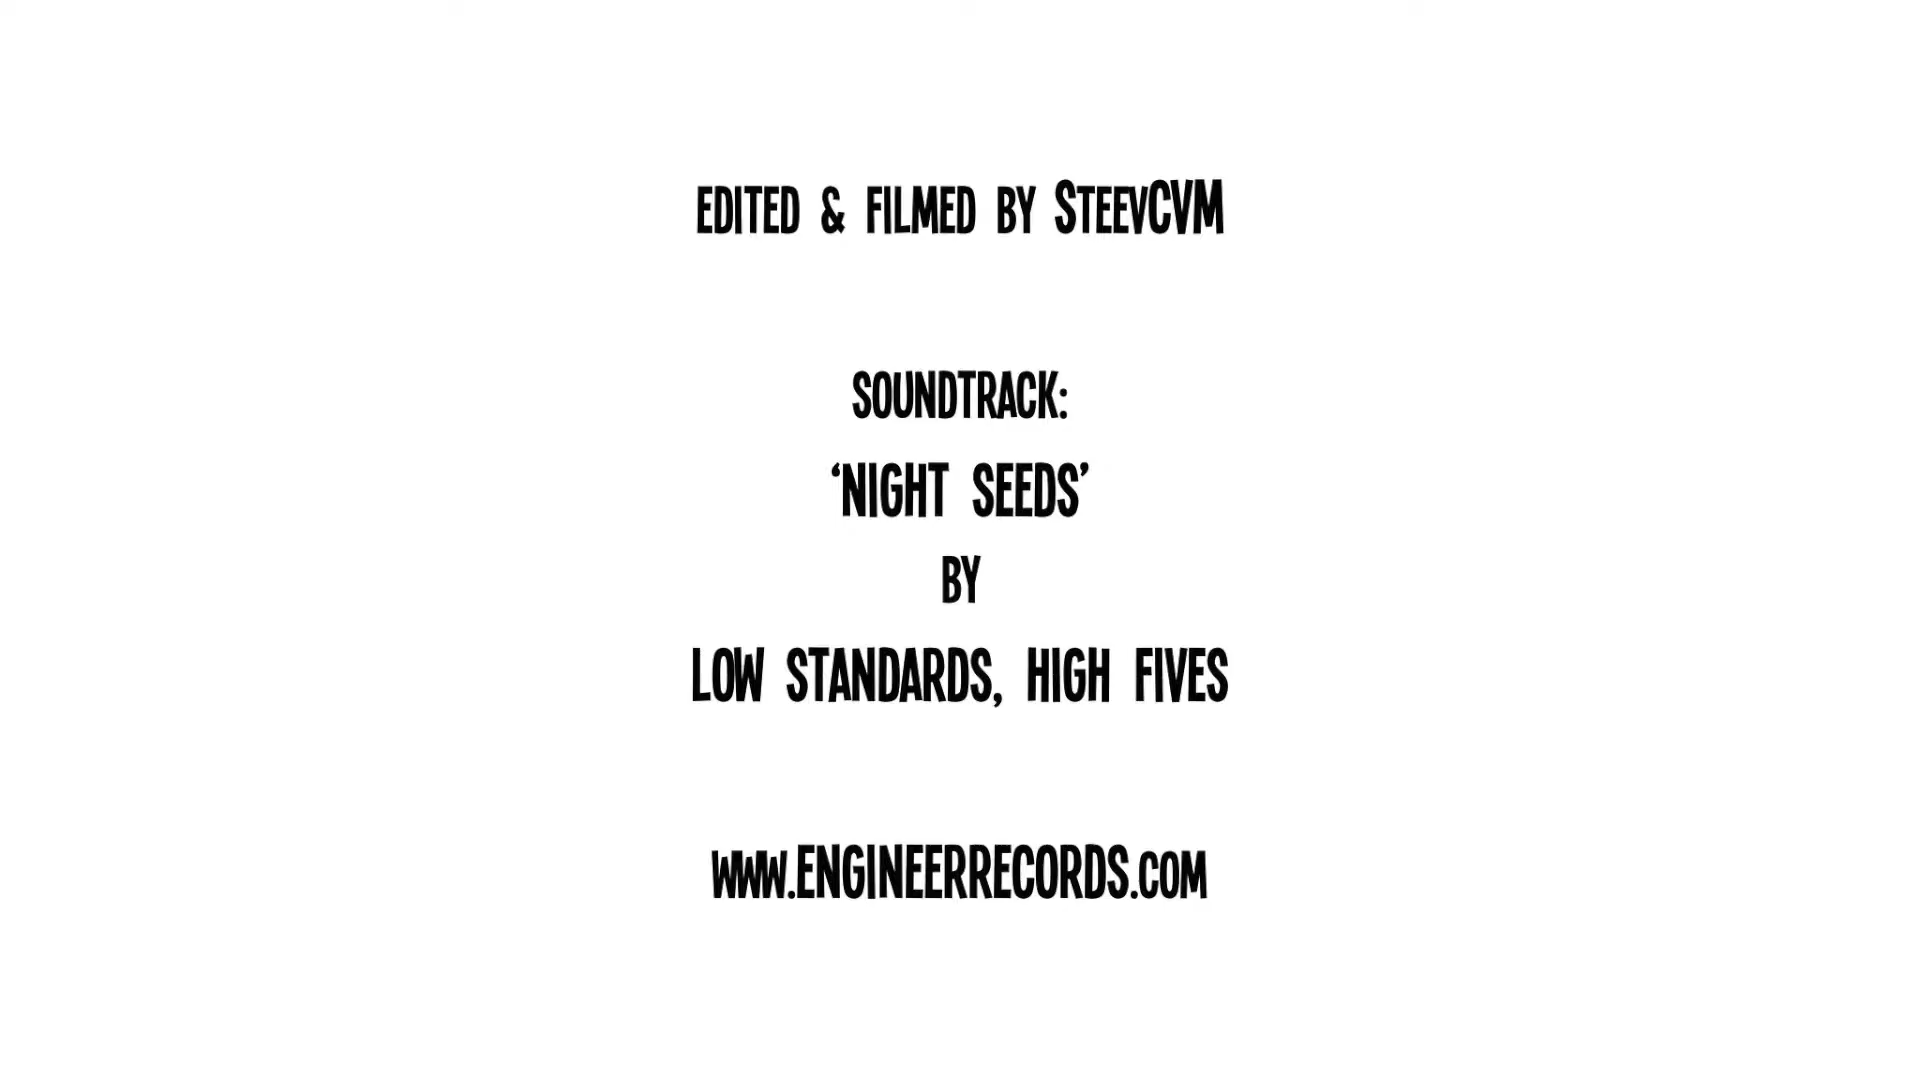 EDITED & FILMED BY STEEVCVM
SOUNDTRACK:
‘NIGHT SEEDS’
BY
LOW STANDARDS, HIGH FIVES
WWW.ENGINEERRECORDS.COM